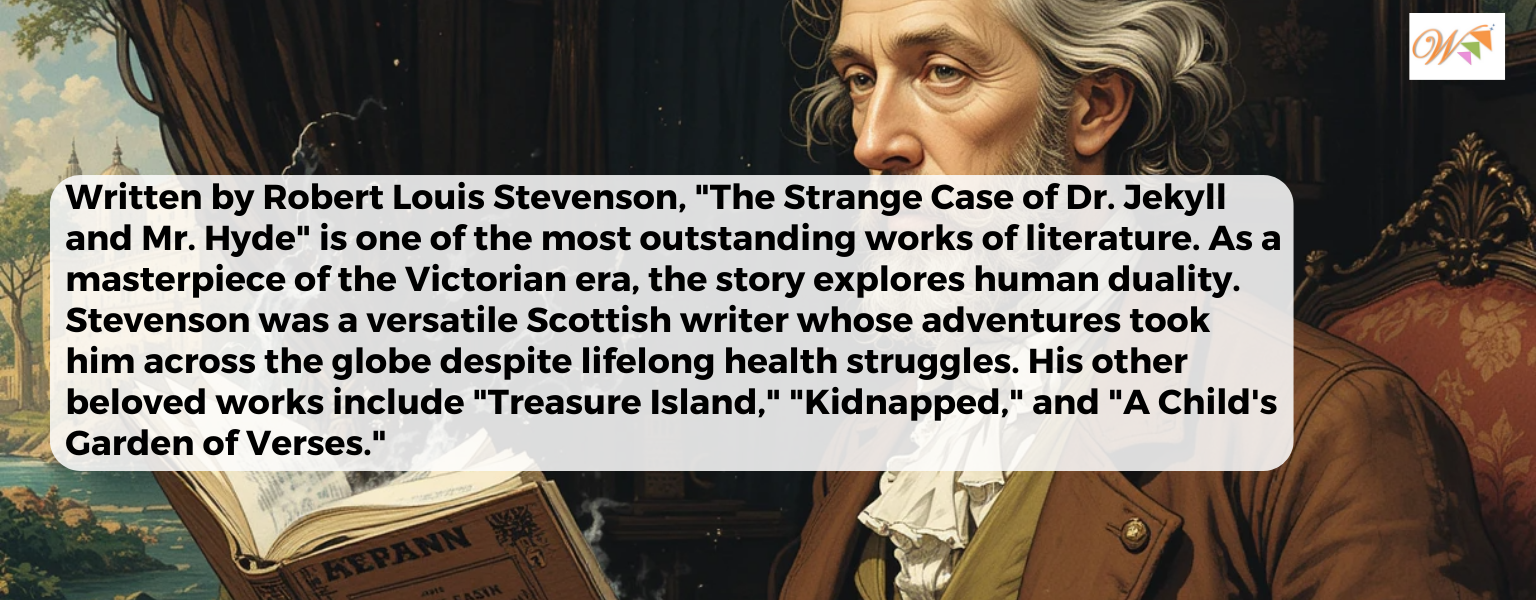 W
Written by Robert Louis Stevenson, "The Strange Case of Dr. Jekyll
and Mr. Hyde" is one of the most outstanding works of literature. As a
masterpiece of the Victorian era, the story explores human duality.
Stevenson was a versatile Scottish writer whose adventures took
him across the globe despite lifelong health struggles. His other
beloved works include "Treasure Island," "Kidnapped," and "A Child's
Garden of Verses."
KEPANN